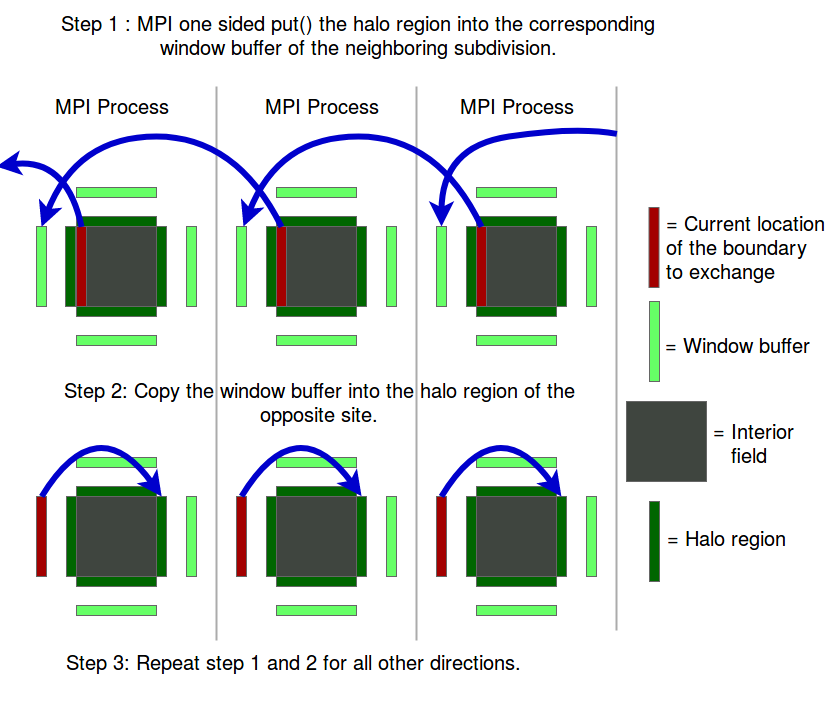 Step 1 : MPI one sided put() the halo region into the corresponding
window buffer of the neighboring subdivision.
MPI Process
MPI Process
MPI Process
= Current location
of the boundary
to exchange
= Window buffer
Step 2: Copy the window buffer into the halo region of the
opposite site.
= Interior
field
= Halo region
Step 3: Repeat step 1 and 2 for all other directions.